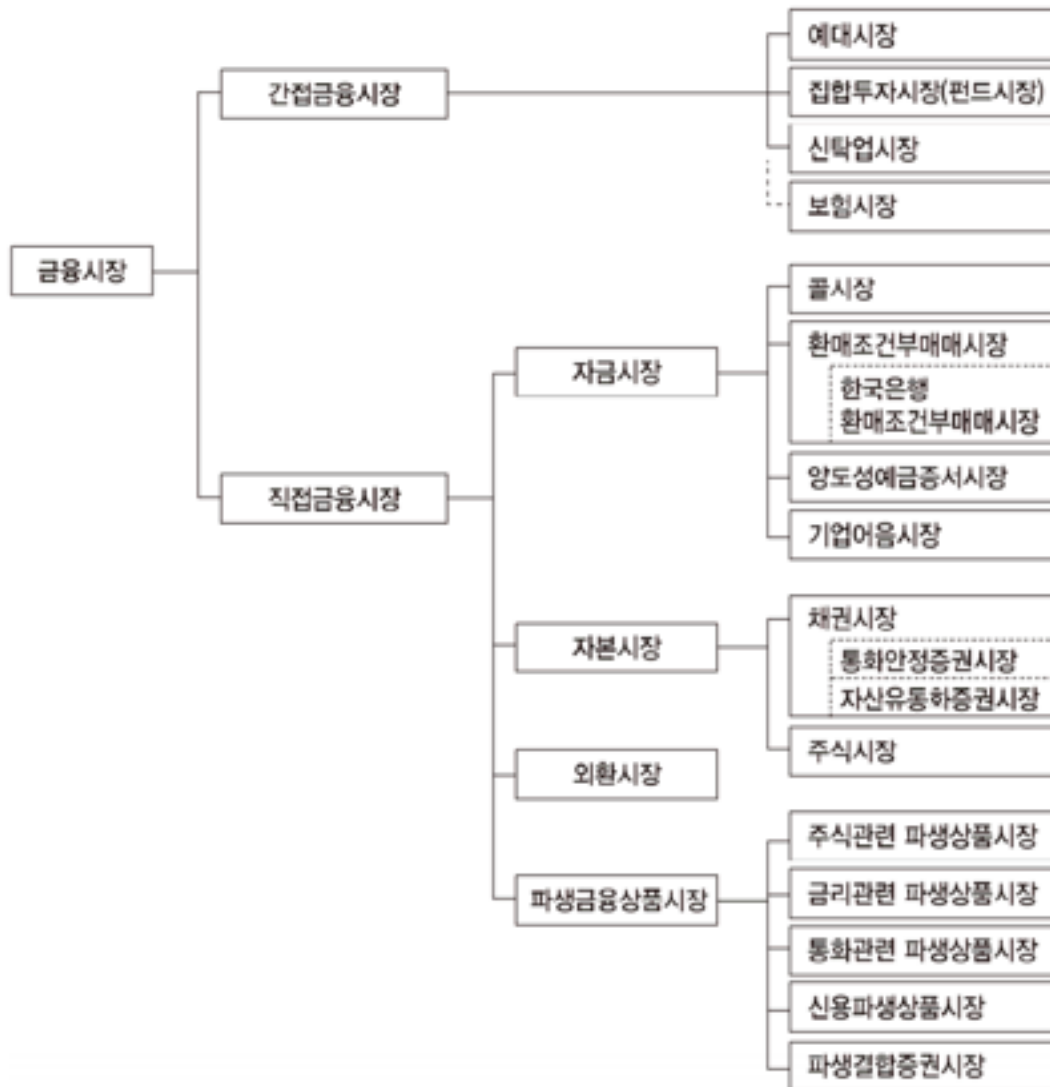 예대시장
간접금융시장
집합투자시장(펀드시장)
신탁업시장
보험시장
금융시장
콜시장
환매조건부매매시장
자금시장
한국은행
환매조건부매매시장
직접금융시장
양도성예금증서시장
기업어음시장
채권시장
자본시장
통화안정증권시장
자산유동화증권시장
주식시장
외환시장
주식관련 파생상품시장
파생금융상품시장
금리관련 파생상품시장
통화관련 파생상품시장
신용파생상품시장
파생결합증권시장